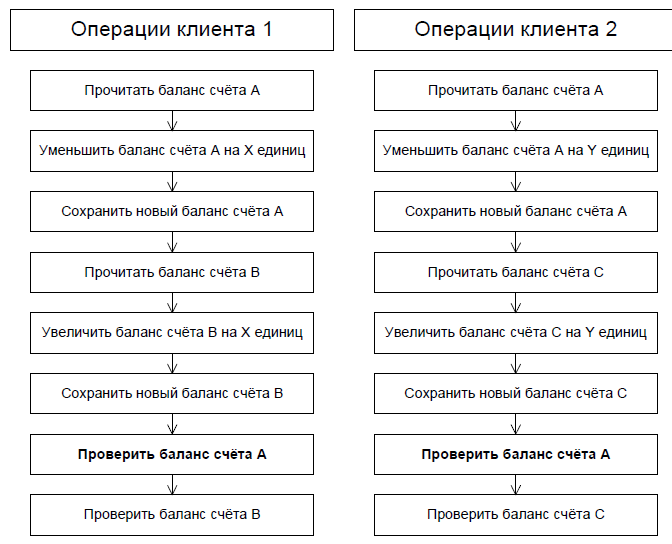 Операции клиента 1
Прочитать баланс счёта A
Уменьшить баланс счёта A на X единиц
Сохранить новый баланс счёта A
Прочитать баланс счёта B
Увеличить баланс счёта B на X единиц
Сохранить новый баланс счёта B
Проверить баланс счёта A
Проверить баланс счёта B
Операции клиента 2
Прочитать баланс счёта A
Уменьшить баланс счёта A на Y единиц
Сохранить новый баланс счёта A
Прочитать баланс счёта C
Увеличить баланс счёта C на Y единиц
Сохранить новый баланс счёта C
Проверить баланс счёта A
Проверить баланс счёта C